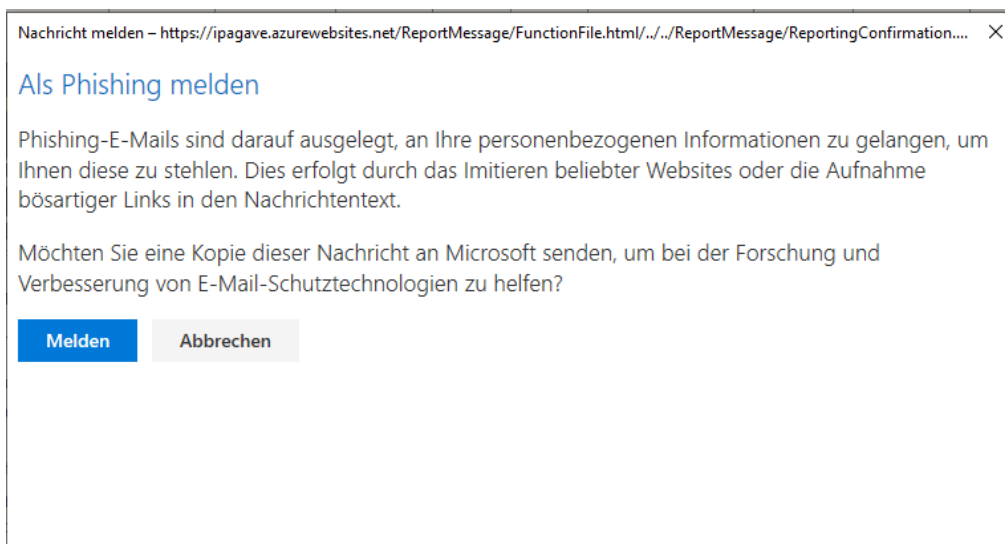 Nachricht melden – https://ipagave.azurewebsites.net/ReportMessage/FunctionFile.html/../../ReportMessage/ReportingConfirmation....
Als Phishing melden
Phishing-E-Mails sind darauf ausgelegt, an Ihre personenbezogenen Informationen zu gelangen, um
Ihnen diese zu stehlen. Dies erfolgt durch das Imitieren beliebter Websites oder die Aufnahme
bösartiger Links in den Nachrichtentext.
Möchten Sie eine Kopie dieser Nachricht an Microsoft senden, um bei der Forschung und
Verbesserung von E-Mail-Schutztechnologien zu helfen?
Melden Abbrechen